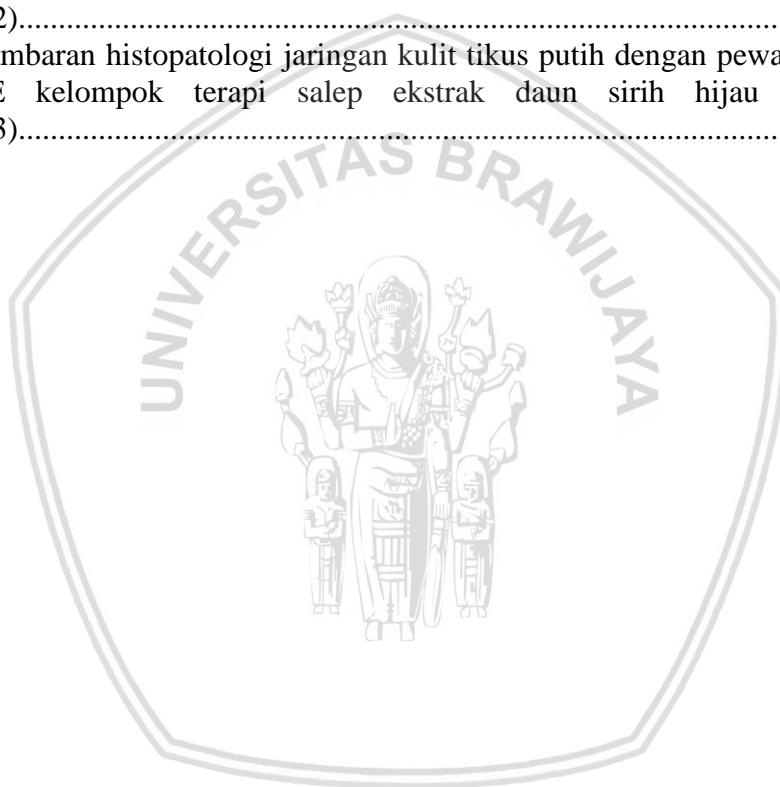 2)..........................................................................................
mbaran histopatologi jaringan kulit tikus putih dengan pewa
E kelompok terapi salep ekstrak daun sirih hijau
3)..........................................................................................
UNIVERSITAS BRAWIJAYA